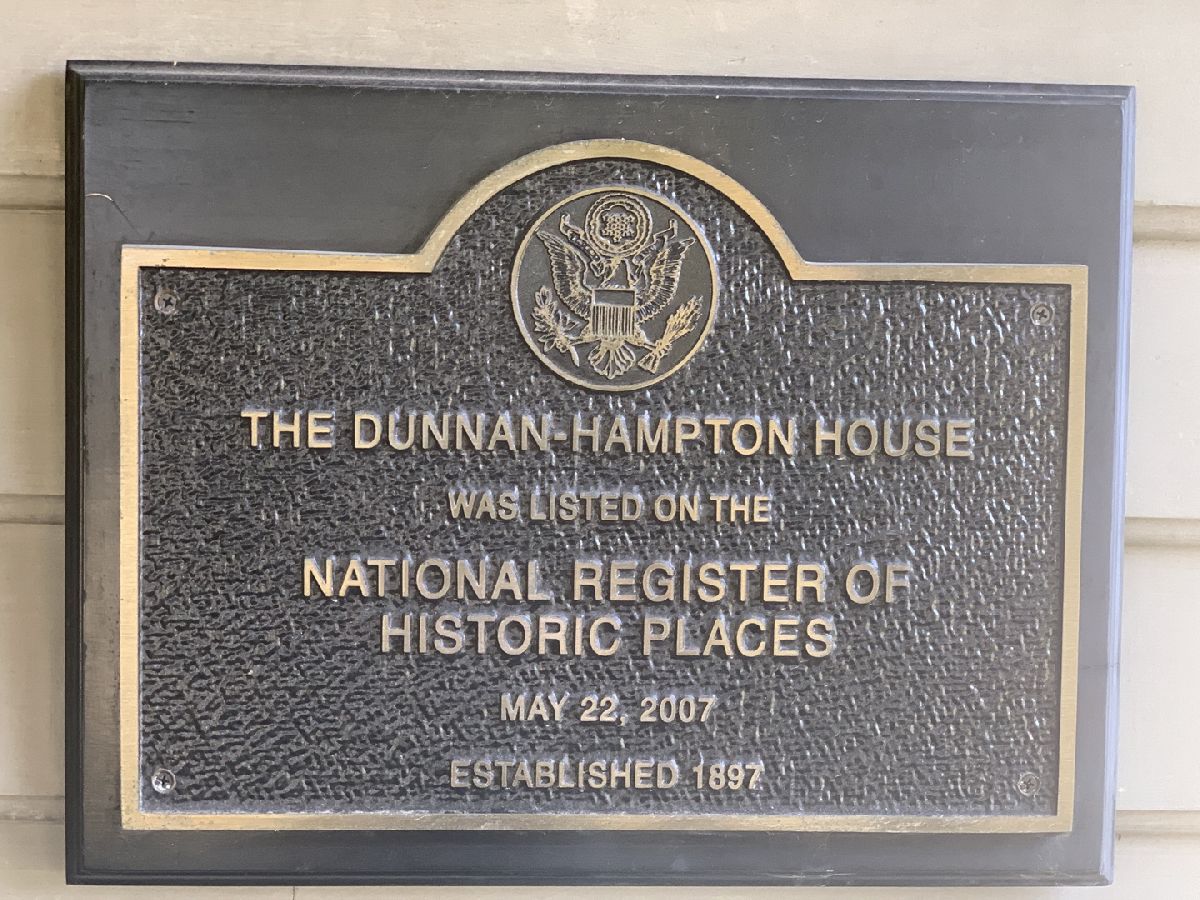 THE DUNNAN-HAMPTON HOUSE
WAS LISTED ON THE
NATIONAL REGISTER OF
HISTORIC PLACES
MAY 22, 2007
ESTABLISHED 1897